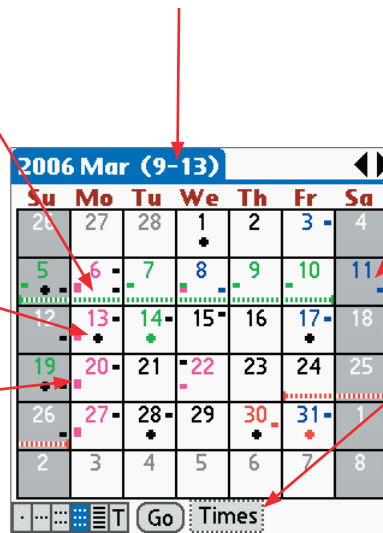 2006 Mar (9-13)
Su Mo Tu We Th Fr Sa
26 27 28 1 2 3 4
5 6 7 8 9 10 11
12 13 14 15 16 17 18
19 20 21 22 23 24 25
26 27 28 29 30 31 1
2 3 4 5 6 7 8
T Go Times